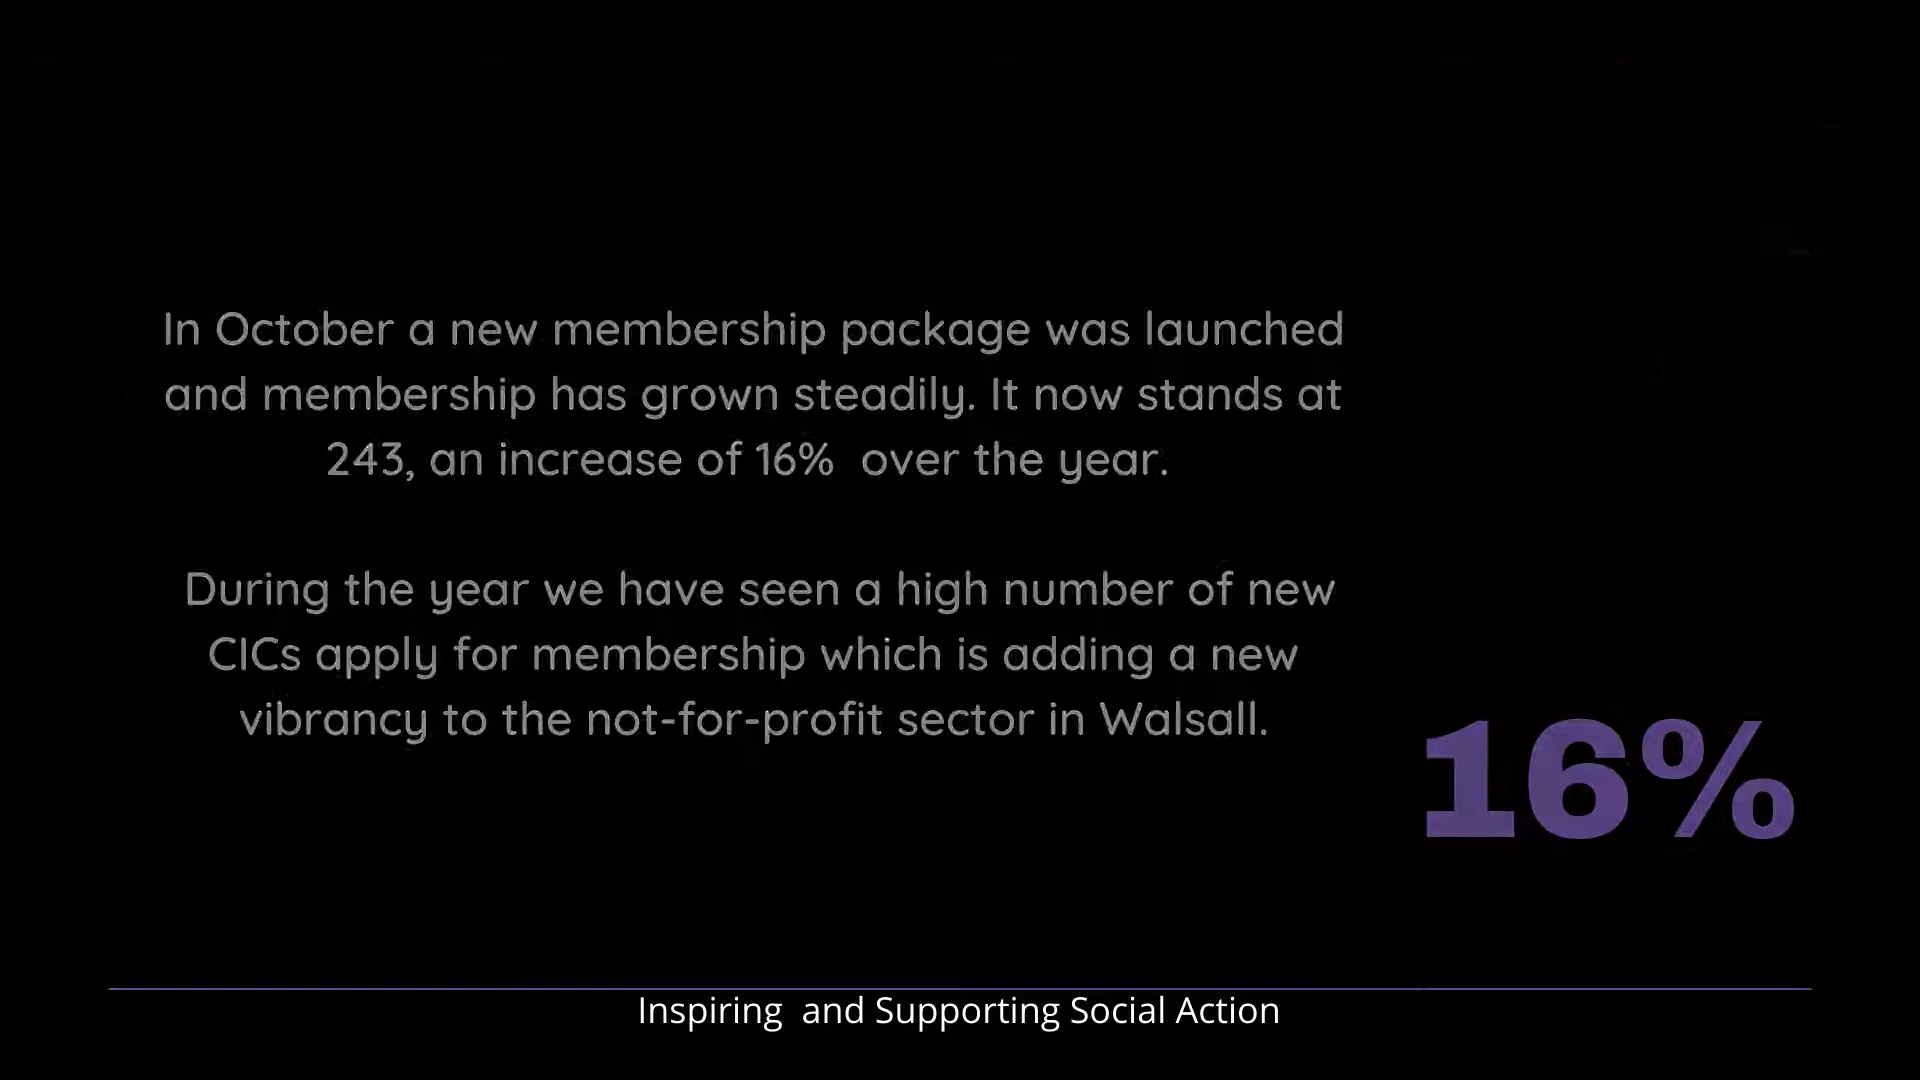 In October a new membership package was launched
and membership has grown steadily. It now stands at
243, an increase of 16%  over the year.
During the year we have seen a high number of new
CICs apply for membership which is adding a new
vibrancy to the not-for-profit sector in Walsall.
16%
Inspiring  and Supporting Social Action